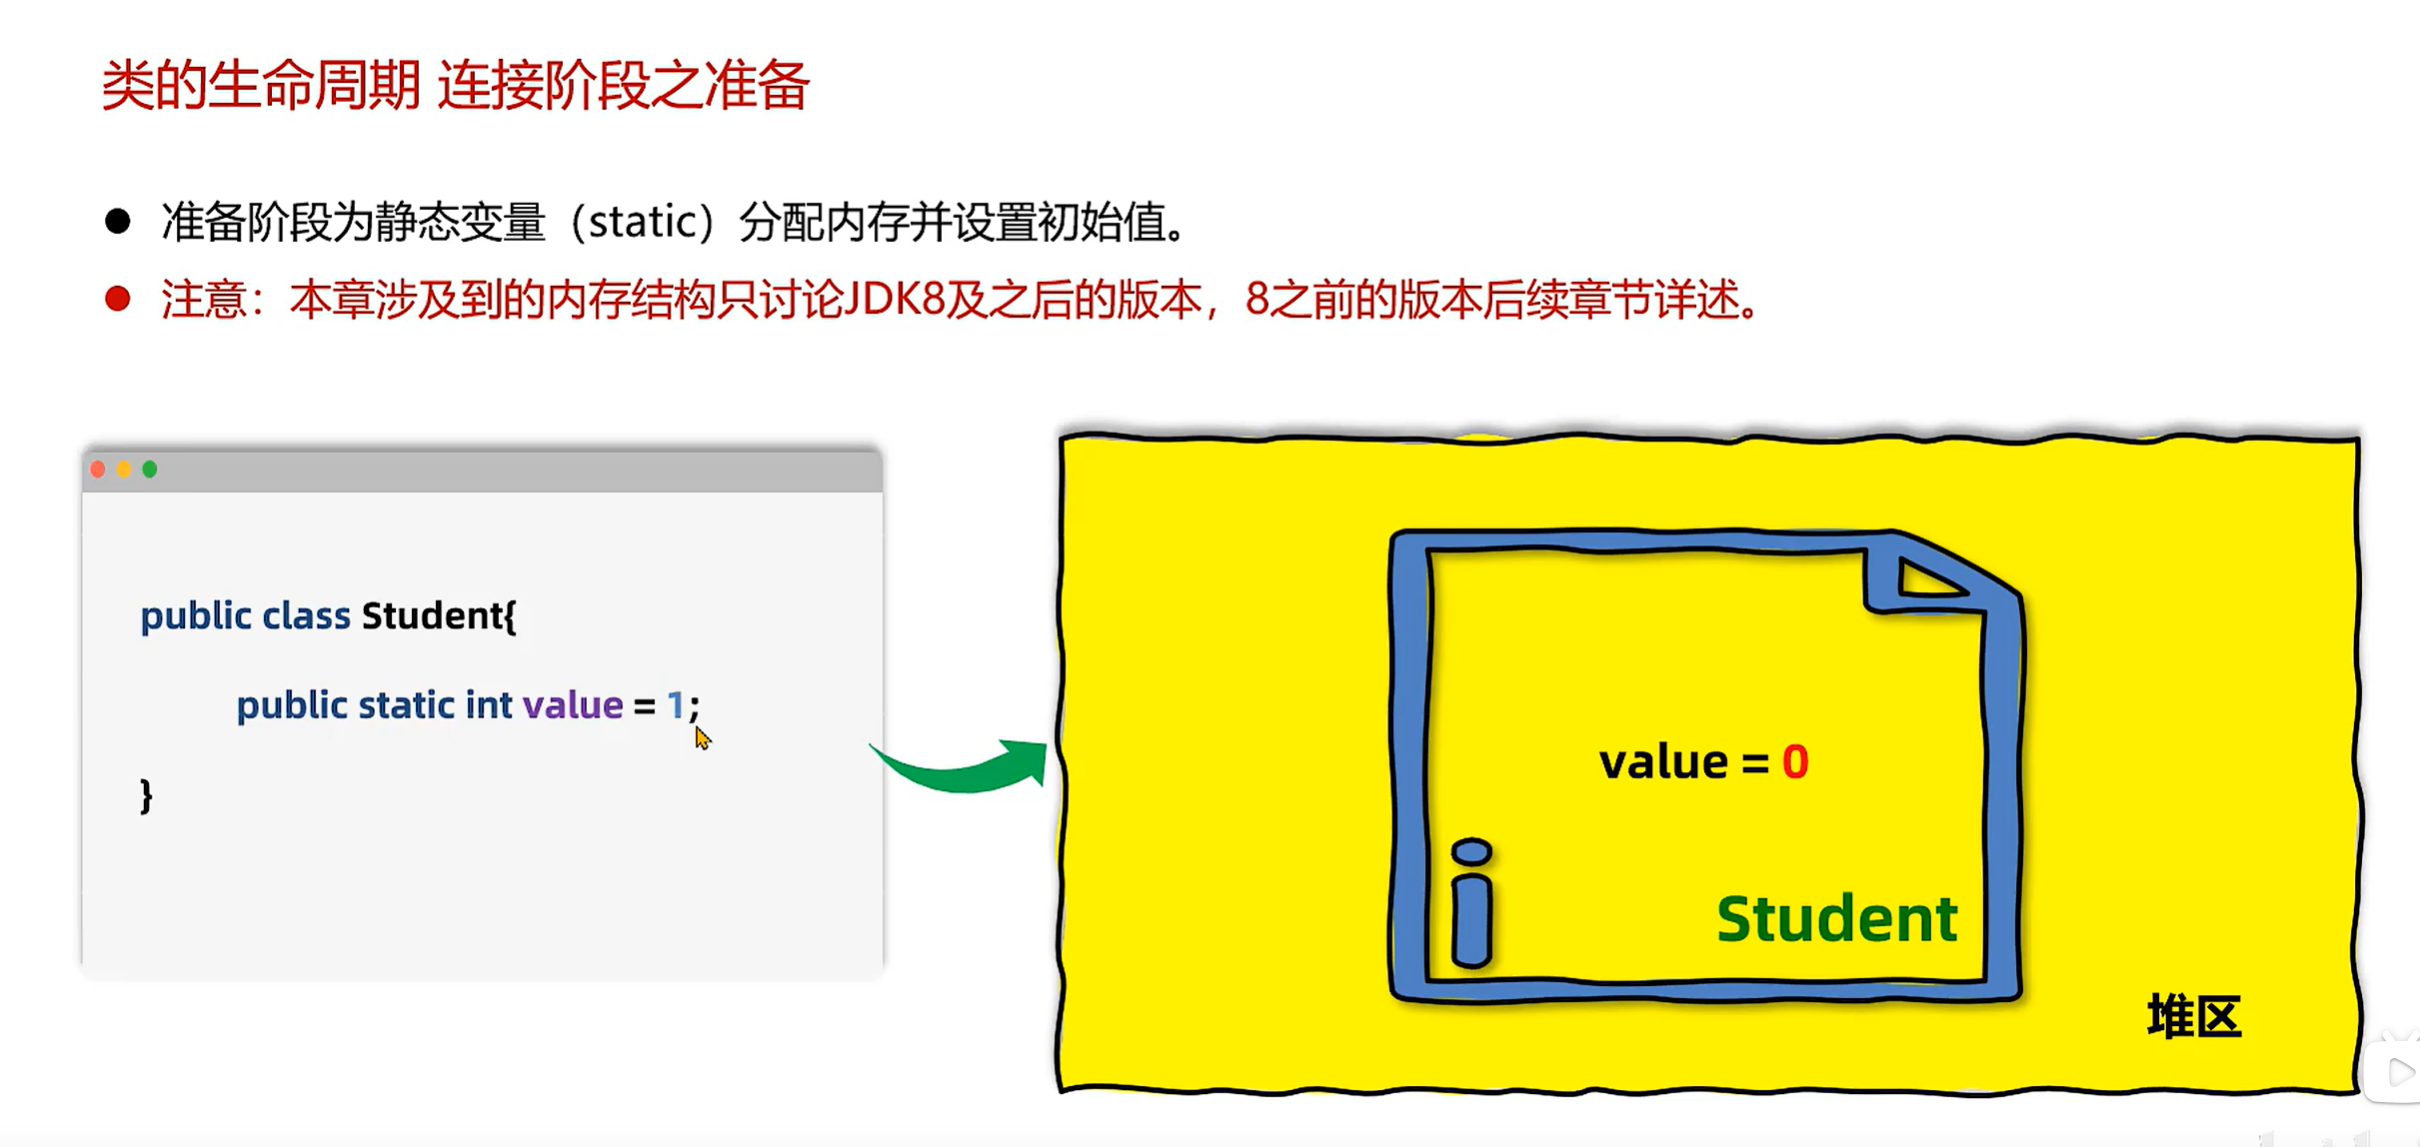 类的生命周期 连接阶段之准备
准备阶段为静态变量（static）分配内存并设置初始值。
注意：本章涉及到的内存结构只讨论JDK8及之后的版本，8之前的版本后续章节详述。
public class Student{
public static int value = 1;
}
value = 0
i
Student
堆区